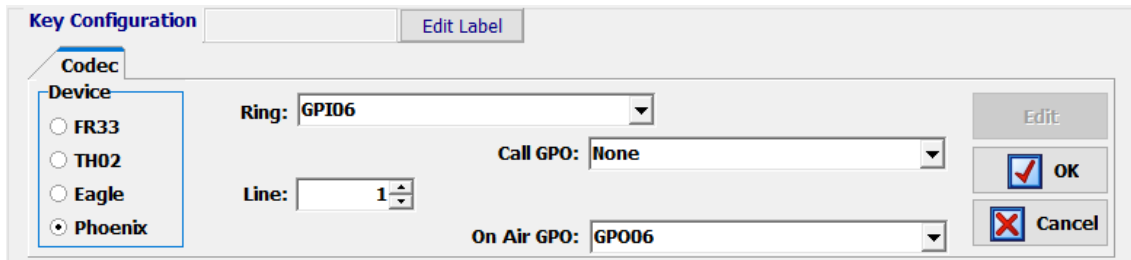 Key Configuration Edit Label
Codec
Device
FR33
TH02
Eagle
Phoenix
Ring: GPI06
Call GPO: None
Line: 1
On Air GPO: GPO06
Edit
OK
Cancel